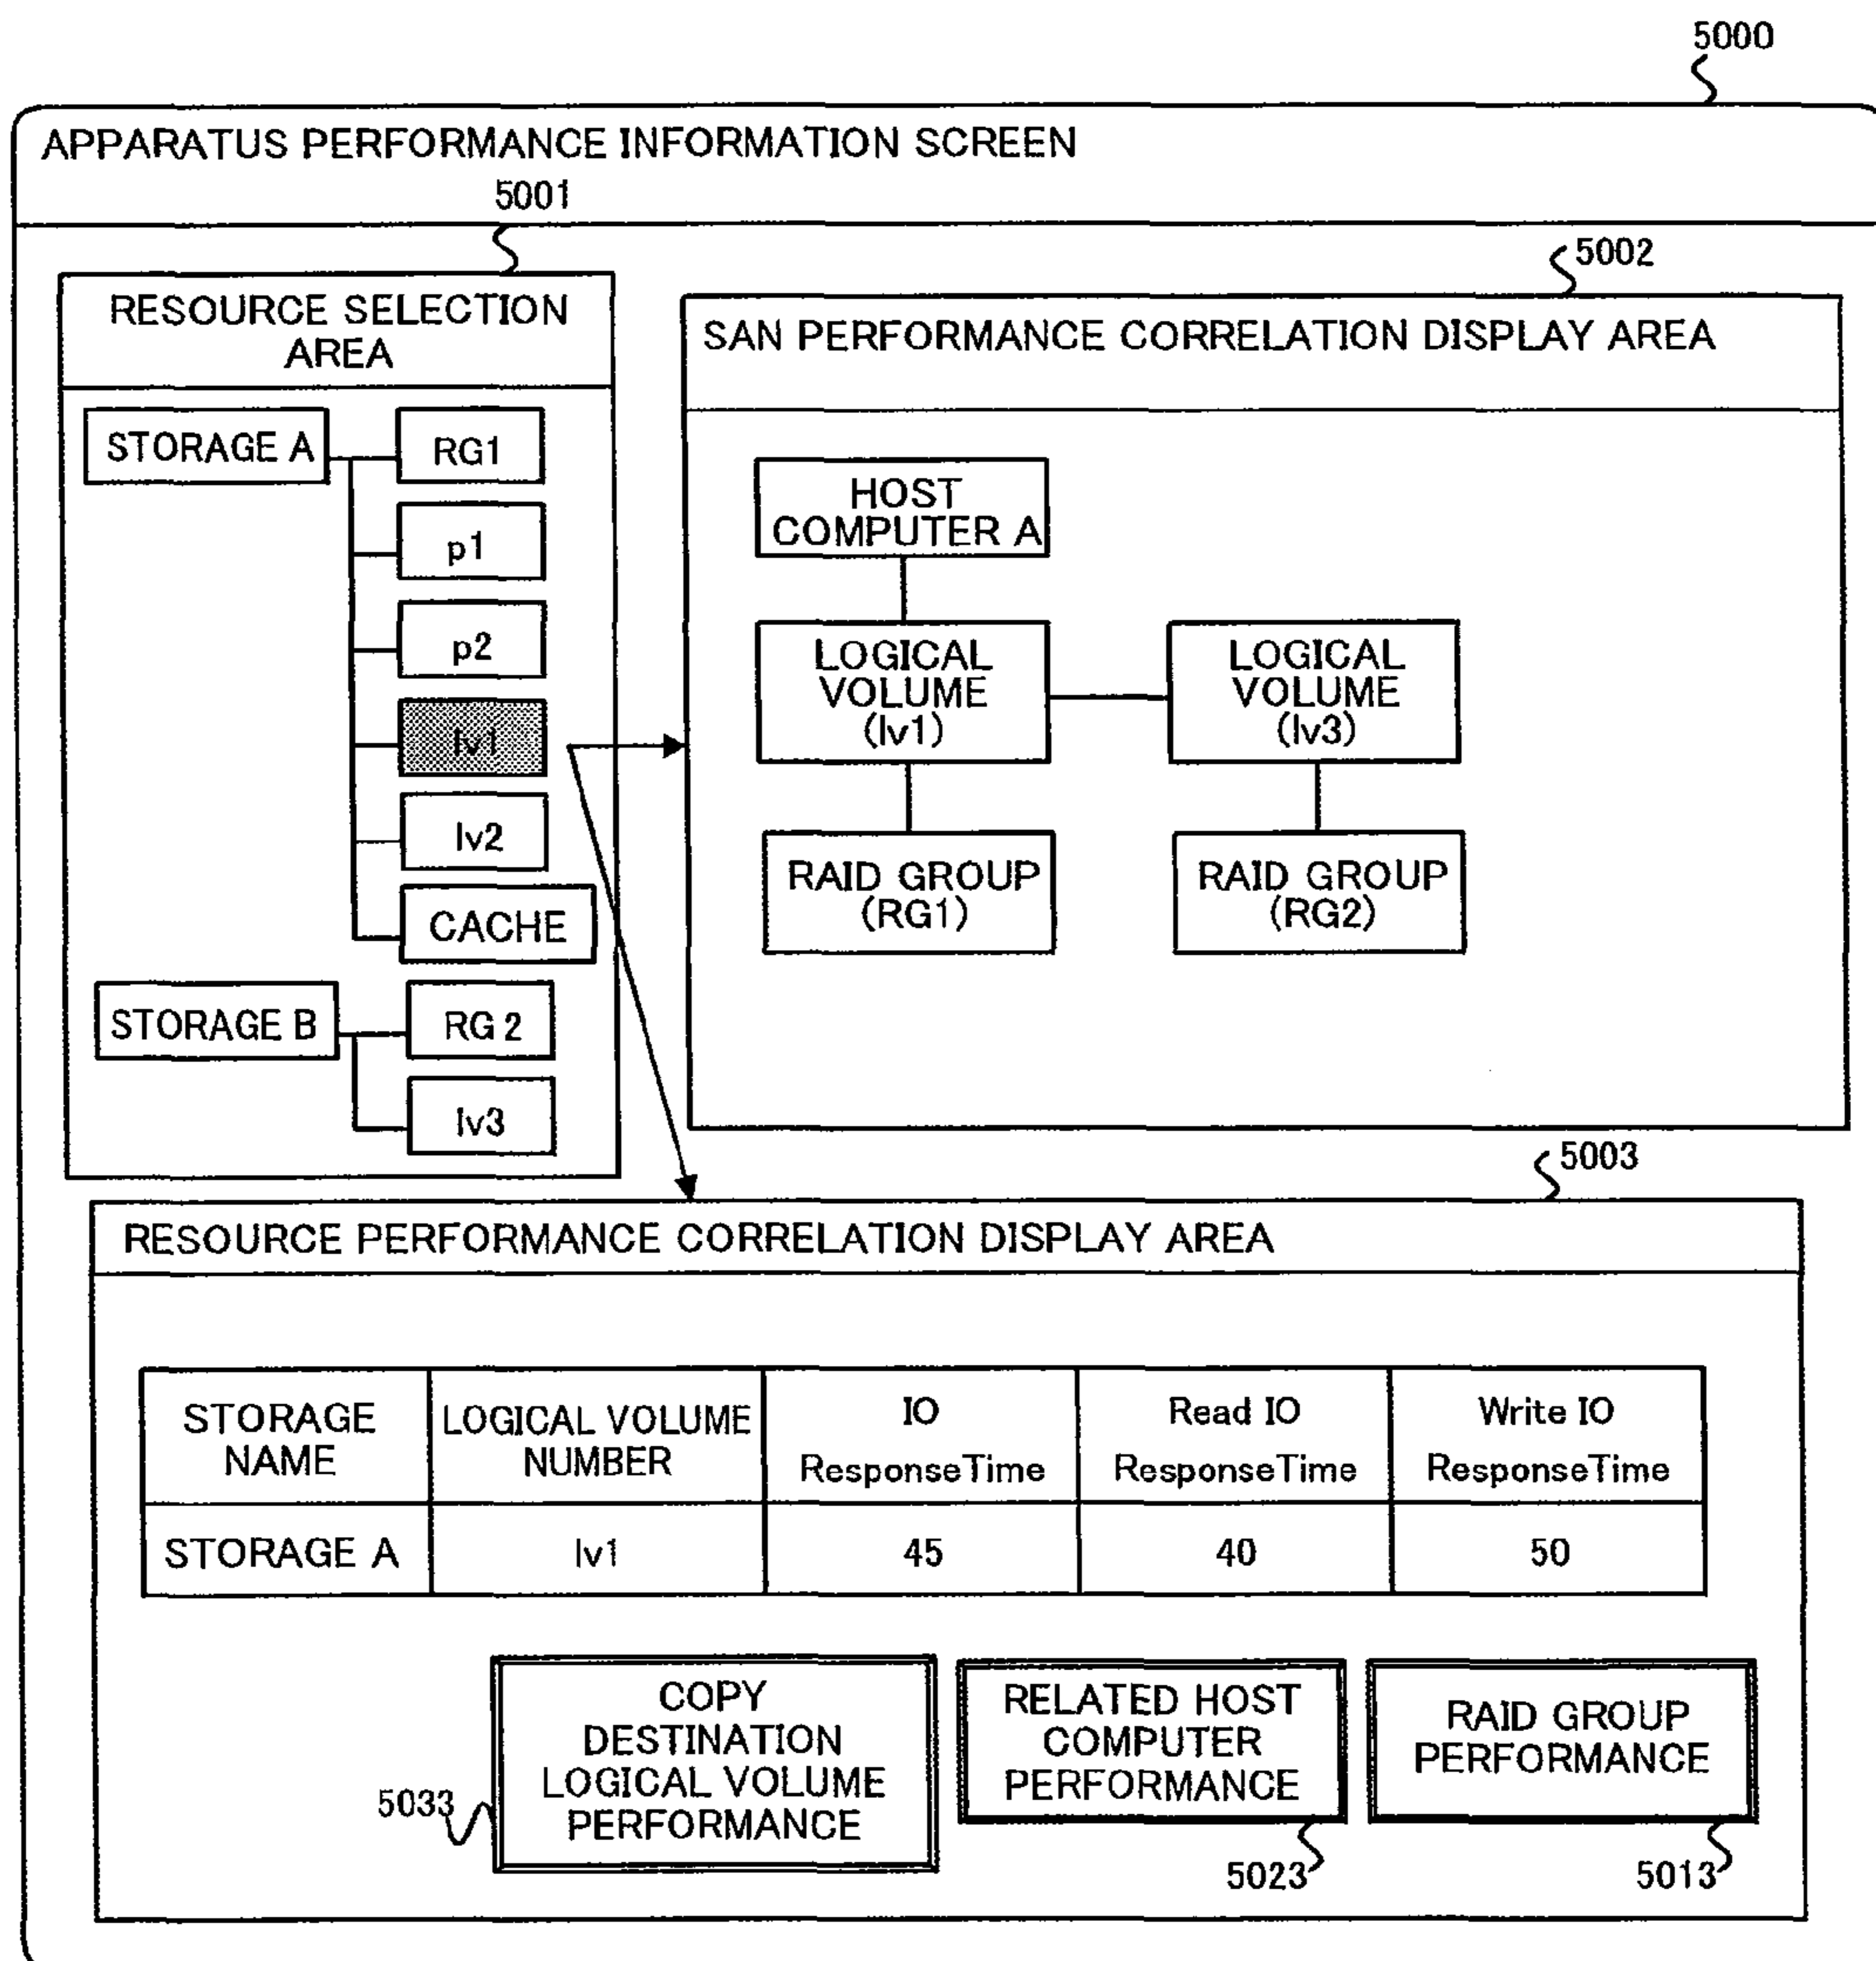 5000
APPARATUS PERFORMANCE INFORMATION SCREEN
5001
RESOURCE SELECTION
AREA
STORAGE A
RG1
p1
p2
lv1
lv2
CACHE
STORAGE B
RG 2
lv3
5002
SAN PERFORMANCE CORRELATION DISPLAY AREA
HOST
COMPUTER A
LOGICAL
VOLUME
(lv1)
LOGICAL
VOLUME
(lv3)
RAID GROUP
(RG1)
RAID GROUP
(RG2)
5003
RESOURCE PERFORMANCE CORRELATION DISPLAY AREA
STORAGE
NAME
LOGICAL VOLUME
NUMBER
IO
ResponseTime
Read IO
ResponseTime
Write IO
ResponseTime
STORAGE A
lv1
45
40
50
COPY
DESTINATION
LOGICAL VOLUME
PERFORMANCE
5033
RELATED HOST
COMPUTER
PERFORMANCE
5023
RAID GROUP
PERFORMANCE
5013